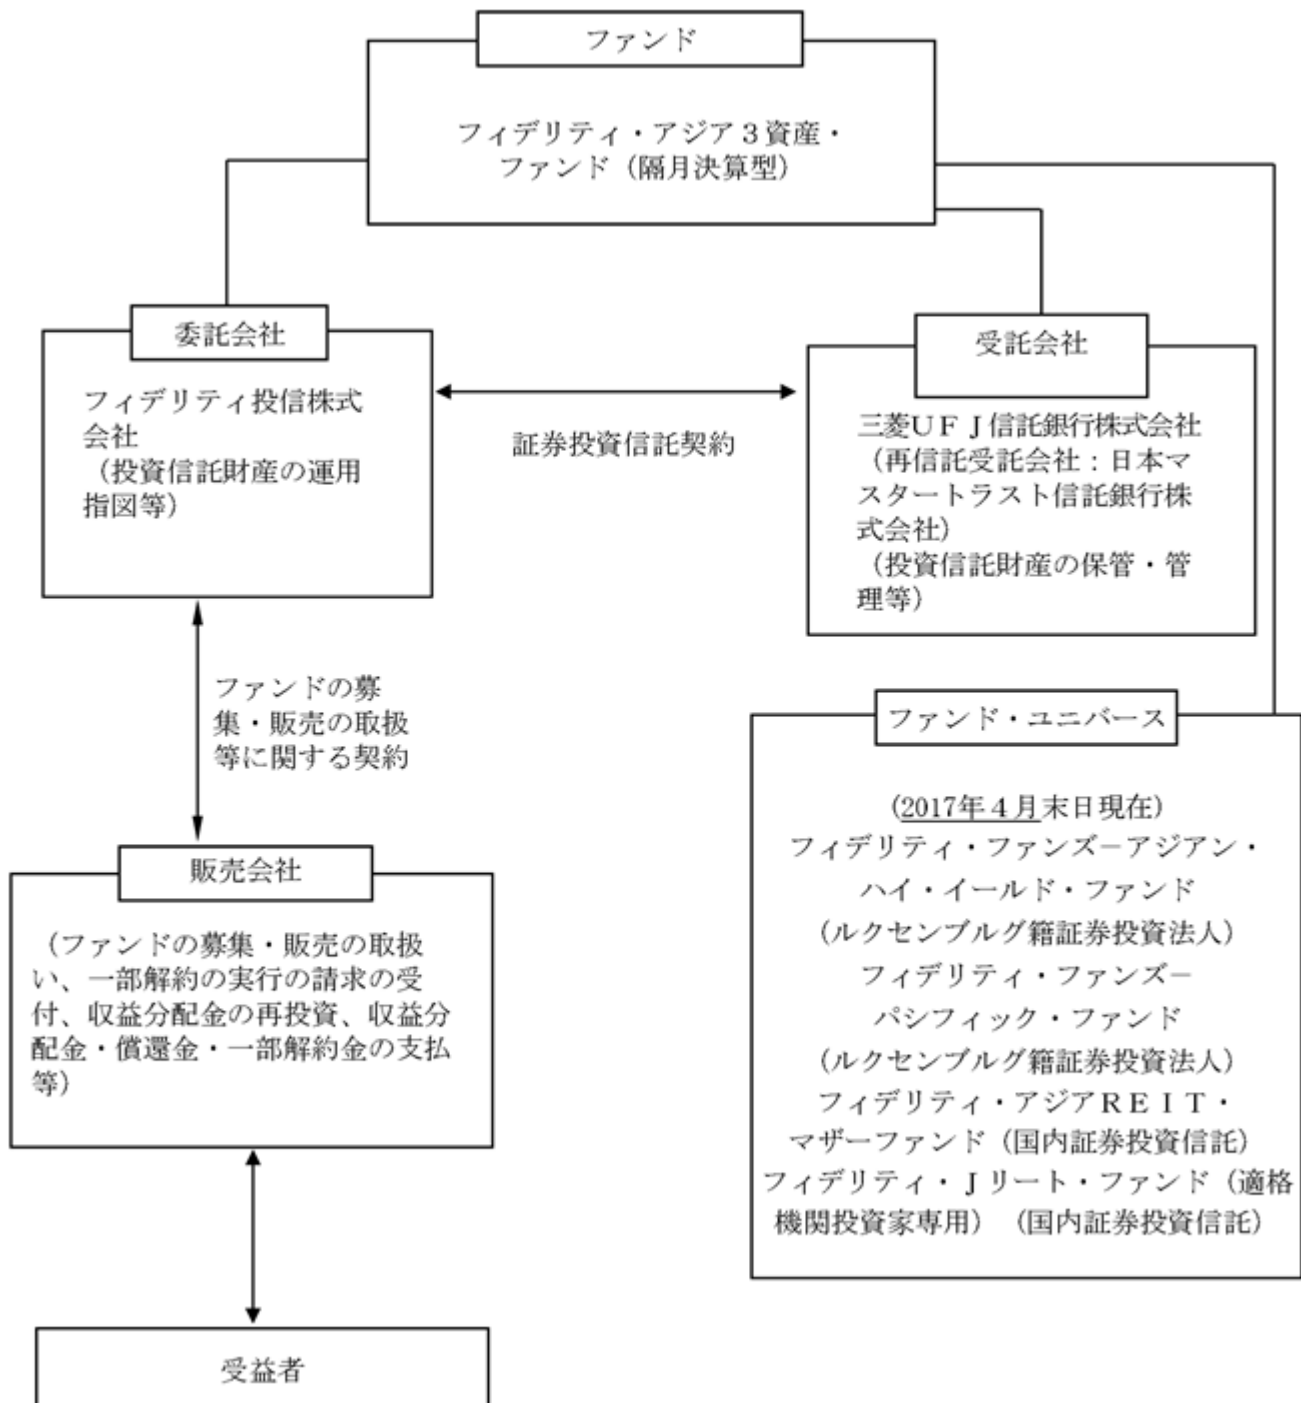 ファンド
フィデリティ・アジア３資産・
ファンド（隔月決算型）
委託会社
フィデリティ投信株式
会社
（投資信託財産の運用
指図等）
証券投資信託契約
受託会社
三菱ＵＦＪ信託銀行株式会社
（再信託受託会社：日本マ
スタートラスト信託銀行株
式会社）
（投資信託財産の保管・管
理等）
ファンドの募
集・販売の取扱
等に関する契約
販売会社
（ファンドの募集・販売の取扱
い、一部解約の実行の請求の受
付、収益分配金の再投資、収益分
配金・償還金・一部解約金の支払
等）
受益者
ファンド・ユニバース
（2017年４月末日現在）
フィデリティ・ファンズ－アジアン・
ハイ・イールド・ファンド
（ルクセンブルグ籍証券投資法人）
フィデリティ・ファンズ－
パシフィック・ファンド
（ルクセンブルグ籍証券投資法人）
フィデリティ・アジアＲＥＩＴ・
マザーファンド（国内証券投資信託）
フィデリティ・Ｊリート・ファンド（適格
機関投資家専用）（国内証券投資信託）